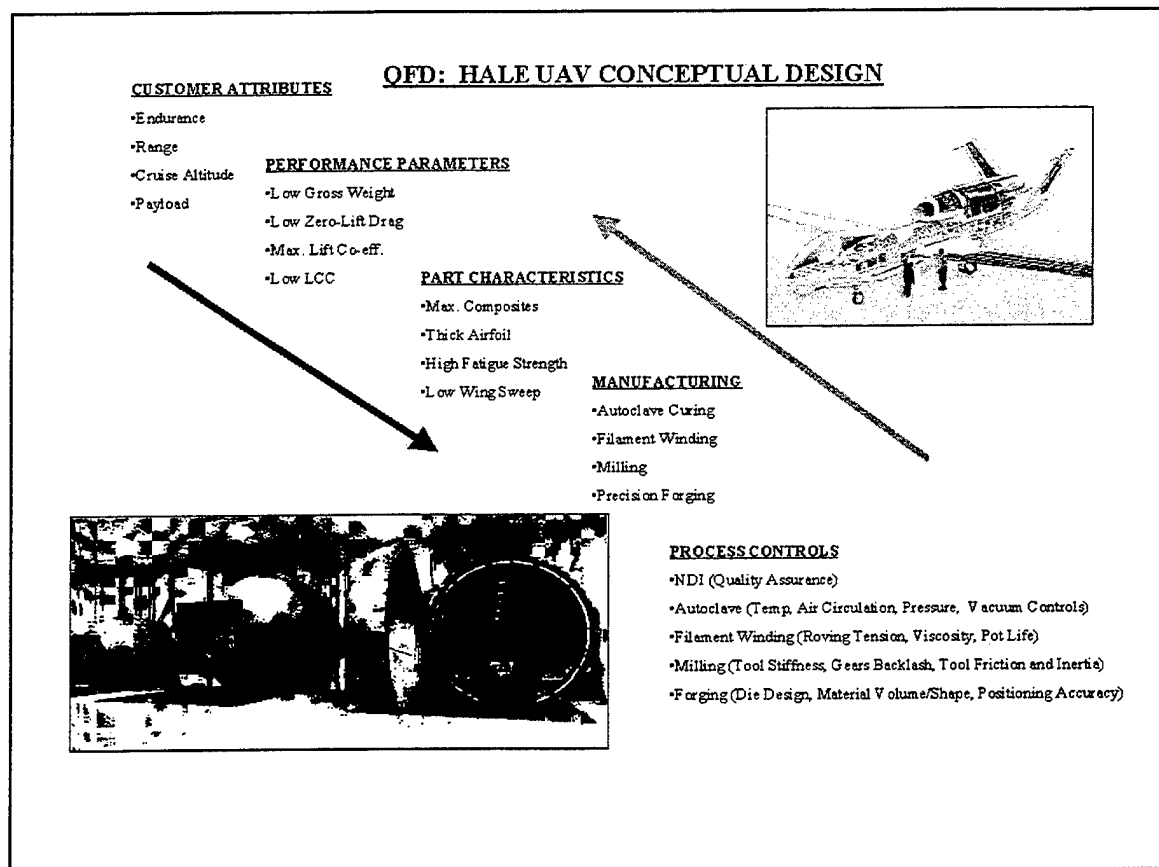 QFD: HALE UAV CONCEPTUAL DESIGN
CUSTOMER ATTRIBUTES
•Endurance
•Range
•Cruise Altitude
•Payload
PERFORMANCE PARAMETERS
•Low Gross Weight
•Low Zero-Lift Drag
•Max. Lift Co-eff.
•Low LCC
PART CHARACTERISTICS
•Max. Composites
•Thick Airfoil
•High Fatigue Strength
•Low Wing Sweep
MANUFACTURING
•Autoclave Curing
•Filament Winding
•Milling
•Precision Forging
PROCESS CONTROLS
•NDI (Quality Assurance)
•Autoclave (Temp, Air Circulation, Pressure, Vacuum Controls)
•Filament Winding (Roving Tension, Viscosity, Pot Life)
•Milling (Tool Stiffness, Gears Backlash, Tool Friction and Inertia)
•Forging (Die Design, Material Volume/Shape, Positioning Accuracy)